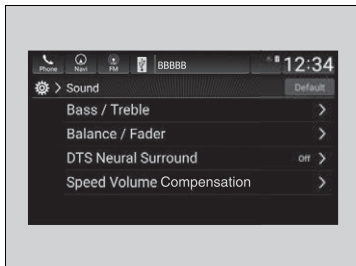 Phone Navi FM BBBBB 12:34
Sound Default
Bass / Treble
Balance / Fader
DTS Neural Surround Off
Speed Volume Compensation